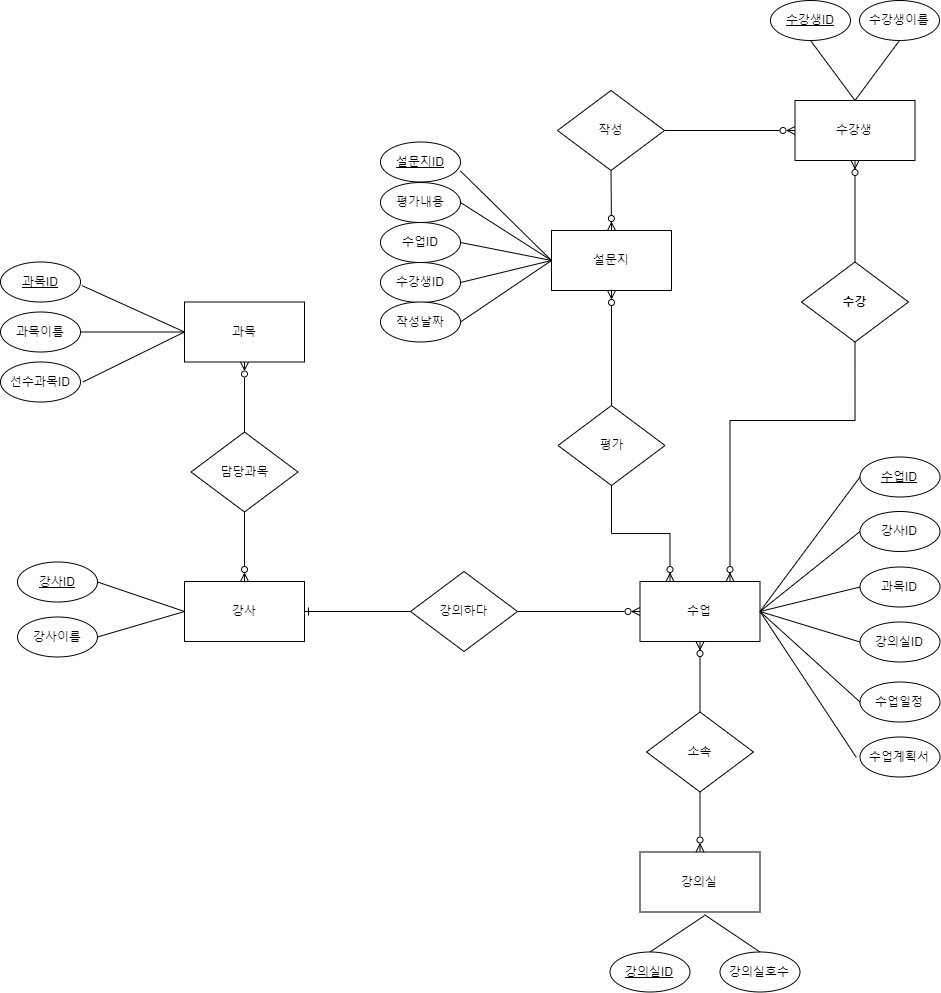 수강생ID
수강생이름
작성
수강생
설문지ID
평가내용
수업ID
수강생ID
작성날짜
설문지
과목ID
과목이름
선수과목ID
과목
수강
담당과목
평가
강사ID
강사이름
강사
강의하다
수업
수업ID
강사ID
과목ID
강의실ID
수업일정
수업계획서
소속
강의실
강의실ID
강의실호수